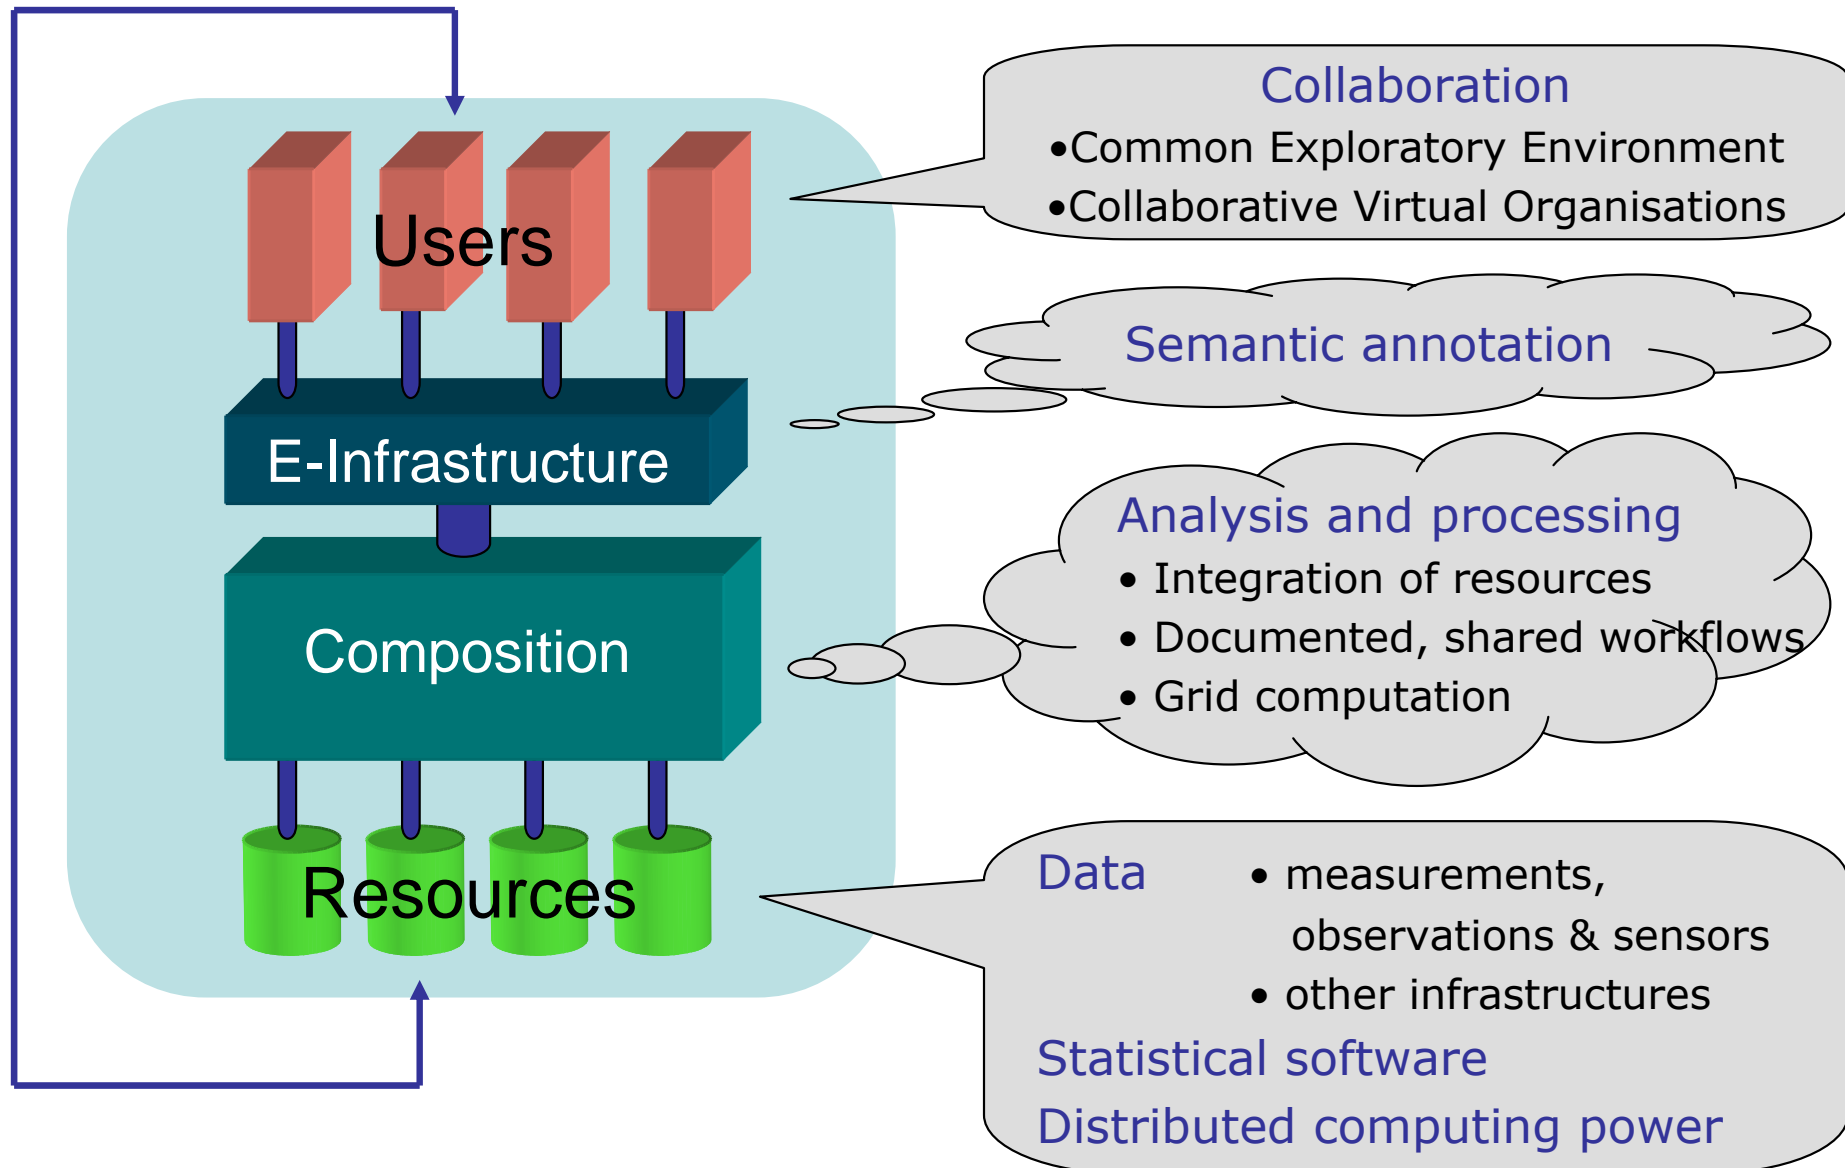 Users
E-Infrastructure
Composition
Resources
Collaboration
•Common Exploratory Environment
•Collaborative Virtual Organisations
Semantic annotation
Analysis and processing
• Integration of resources
• Documented, shared workflows
• Grid computation
Data • measurements,
observations & sensors
• other infrastructures
Statistical software
Distributed computing power